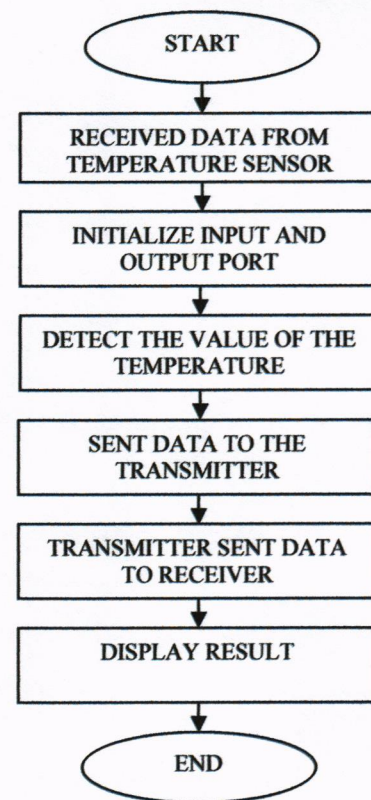 START
RECEIVED DATA FROM
TEMPERATURE SENSOR
INITIALIZE INPUT AND
OUTPUT PORT
DETECT THE VALUE OF THE
TEMPERATURE
SENT DATA TO THE
TRANSMITTER
TRANSMITTER SENT DATA
TO RECEIVER
DISPLAY RESULT
END